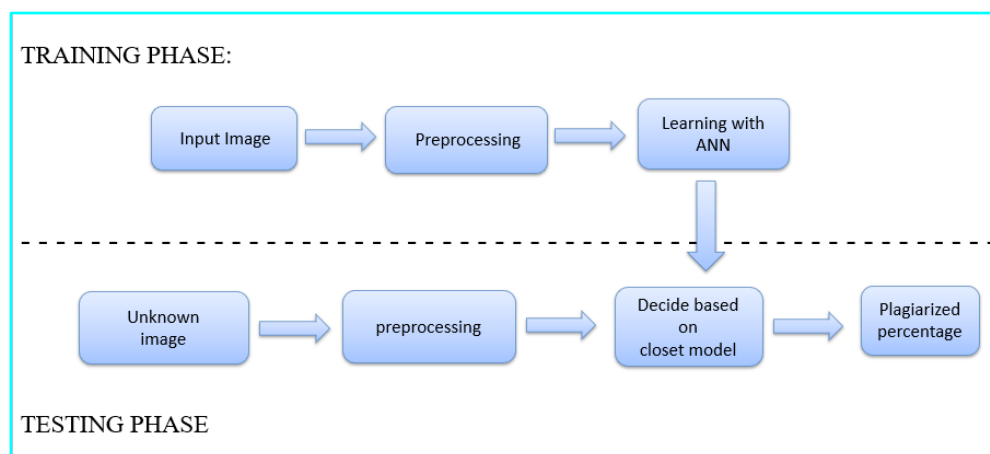 TRAINING PHASE:
Input Image
Preprocessing
Learning with
ANN
Unknown
image
preprocessing
Decide based
on
closet model
Plagiarized
percentage
TESTING PHASE